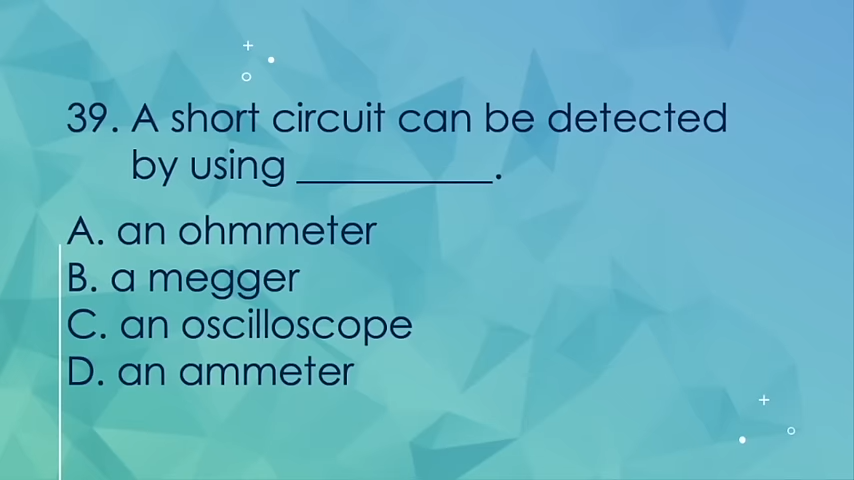 39. A short circuit can be detected
by using __________.
A. an ohmmeter
B. a megger
C. an oscilloscope
D. an ammeter